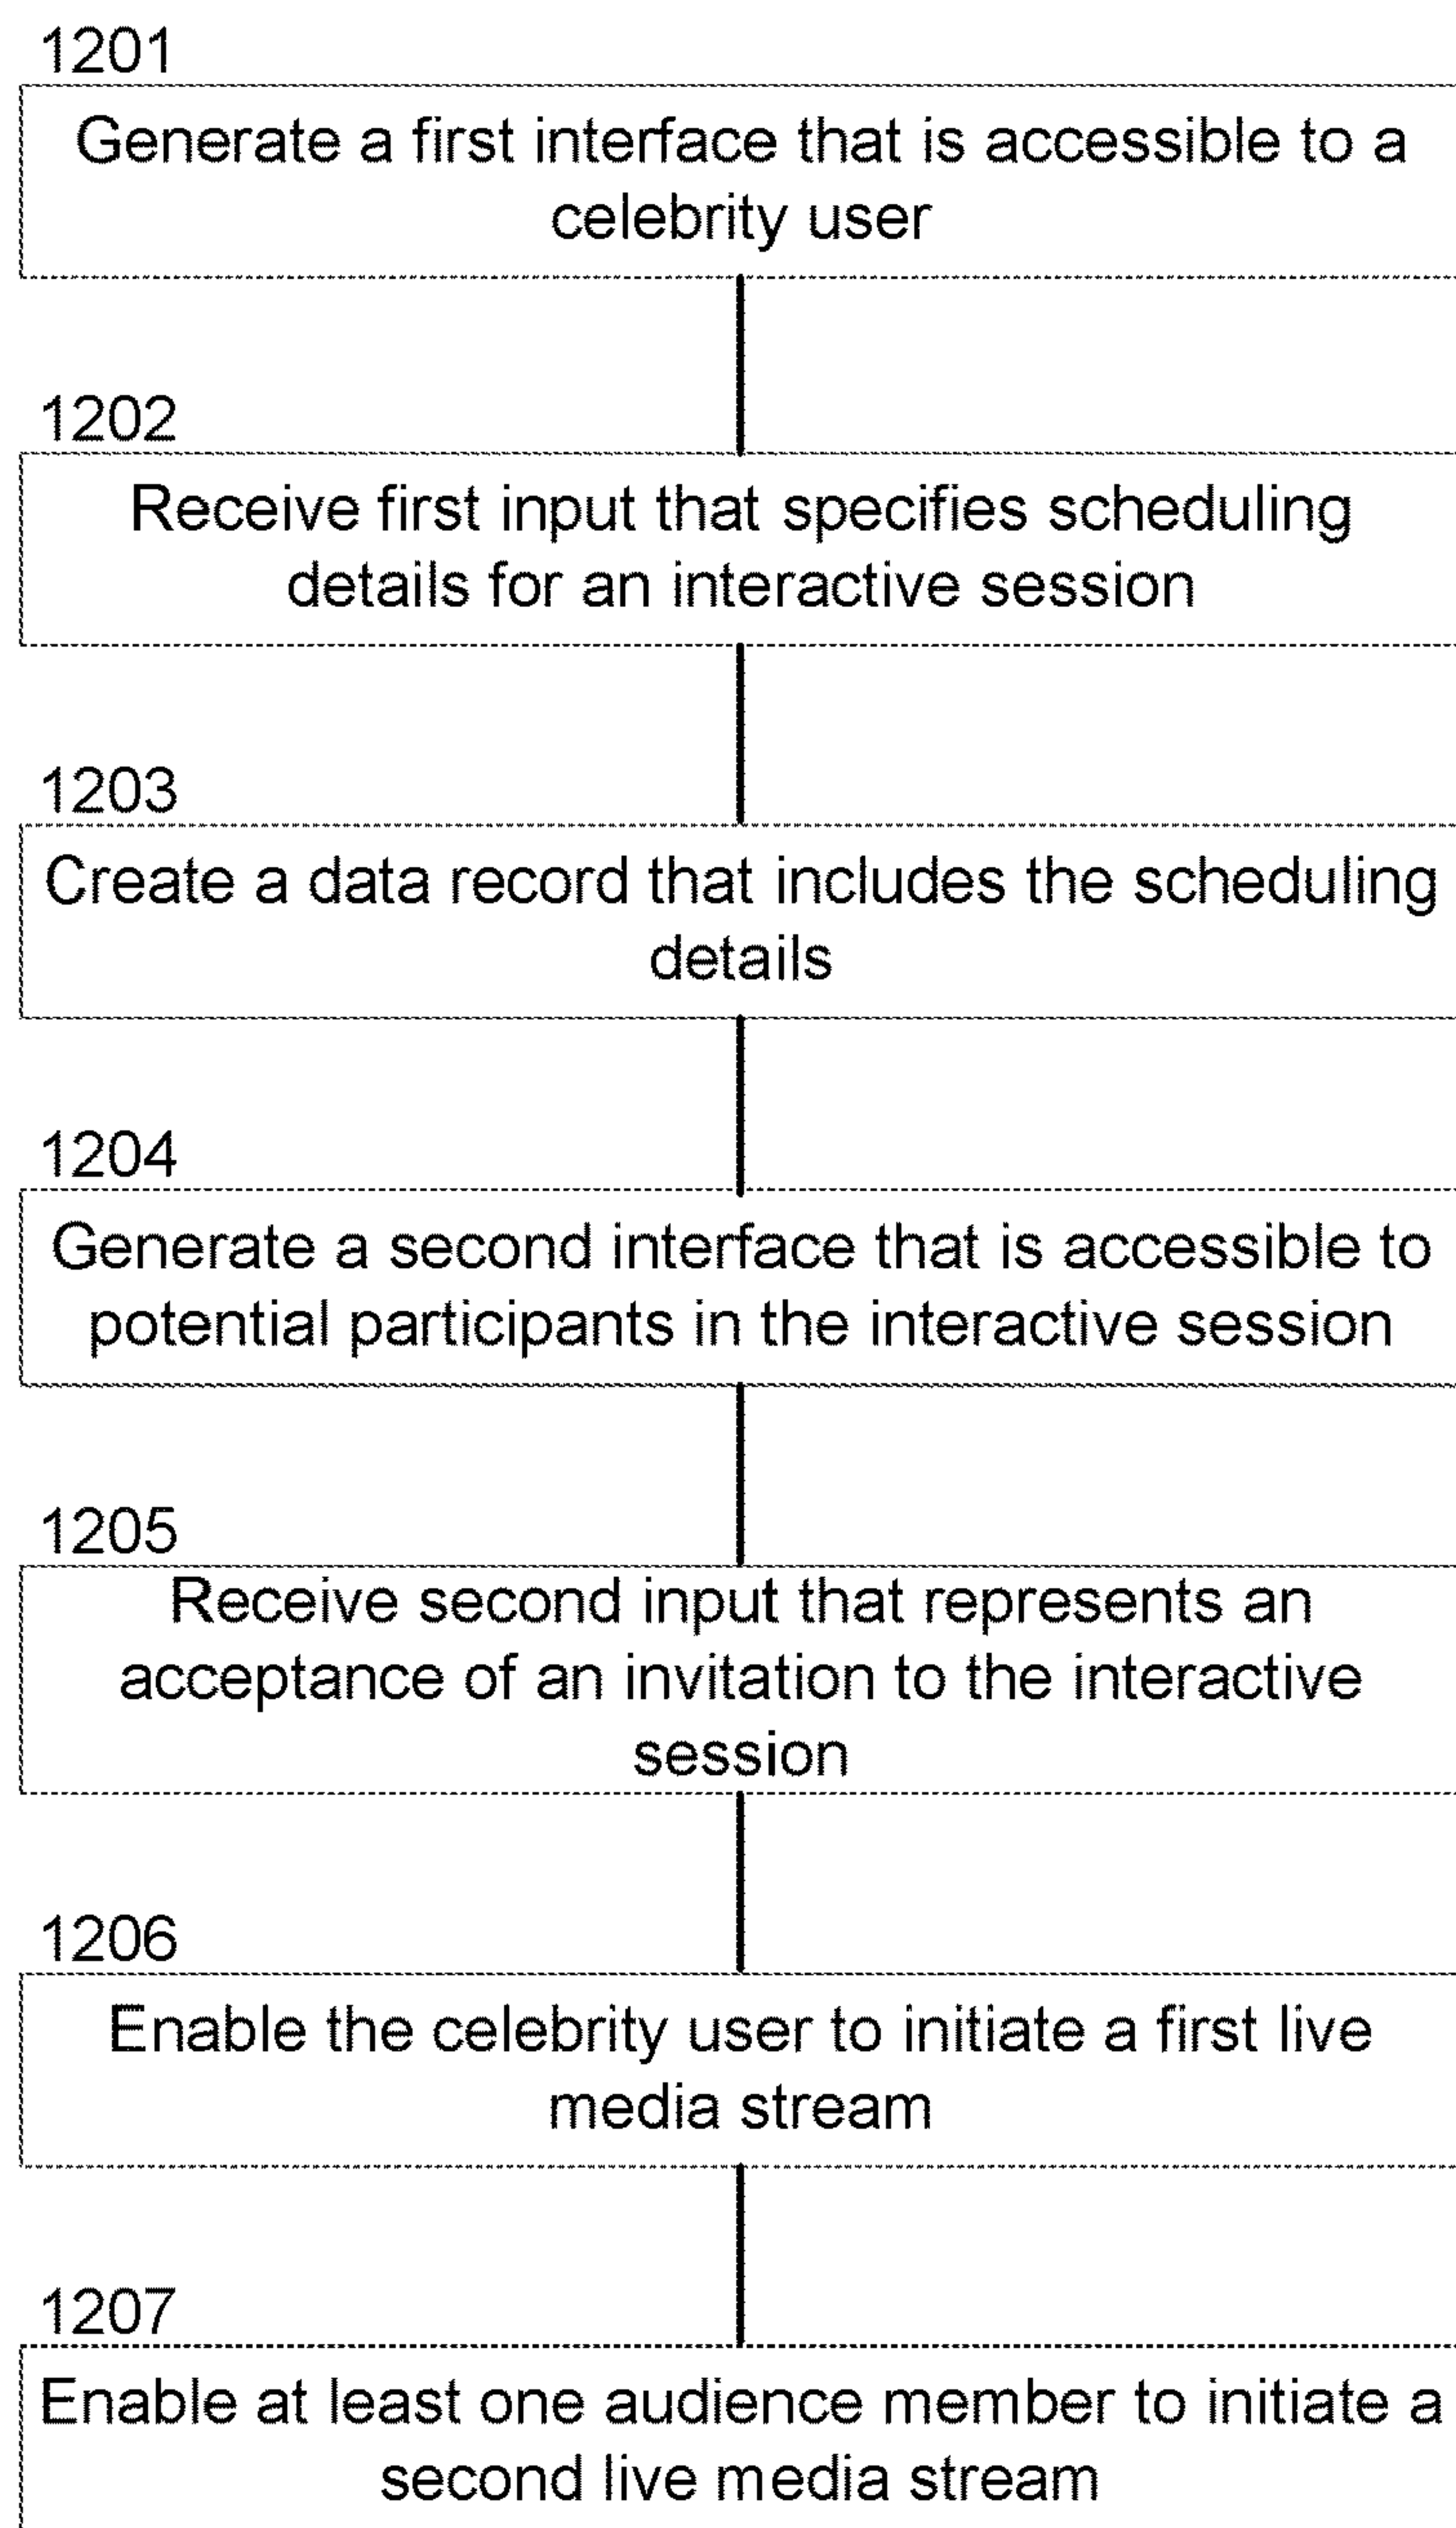 1201
Generate a first interface that is accessible to a
celebrity user
1202
Receive first input that specifies scheduling
details for an interactive session
1203
Create a data record that includes the scheduling
details
1204
Generate a second interface that is accessible to
potential participants in the interactive session
1205
Receive second input that represents an
acceptance of an invitation to the interactive
session
1206
Enable the celebrity user to initiate a first live
media stream
1207
Enable at least one audience member to initiate a
second live media stream